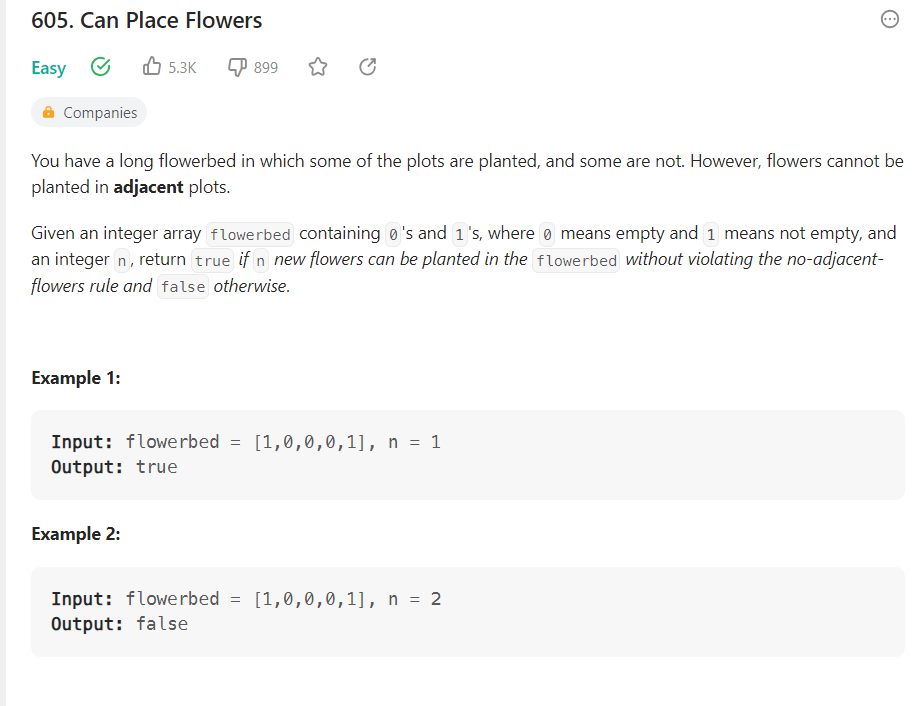 605. Can Place Flowers
Easy 5.3K 899
Companies
You have a long flowerbed in which some of the plots are planted, and some are not. However, flowers cannot be
planted in adjacent plots.
Given an integer array flowerbed containing 0's and 1's, where 0 means empty and 1 means not empty, and
an integer n, return true if n new flowers can be planted in the flowerbed without violating the no-adjacent-
flowers rule and false otherwise.
Example 1:
Input: flowerbed = [1,0,0,0,1], n = 1
Output: true
Example 2:
Input: flowerbed = [1,0,0,0,1], n = 2
Output: false